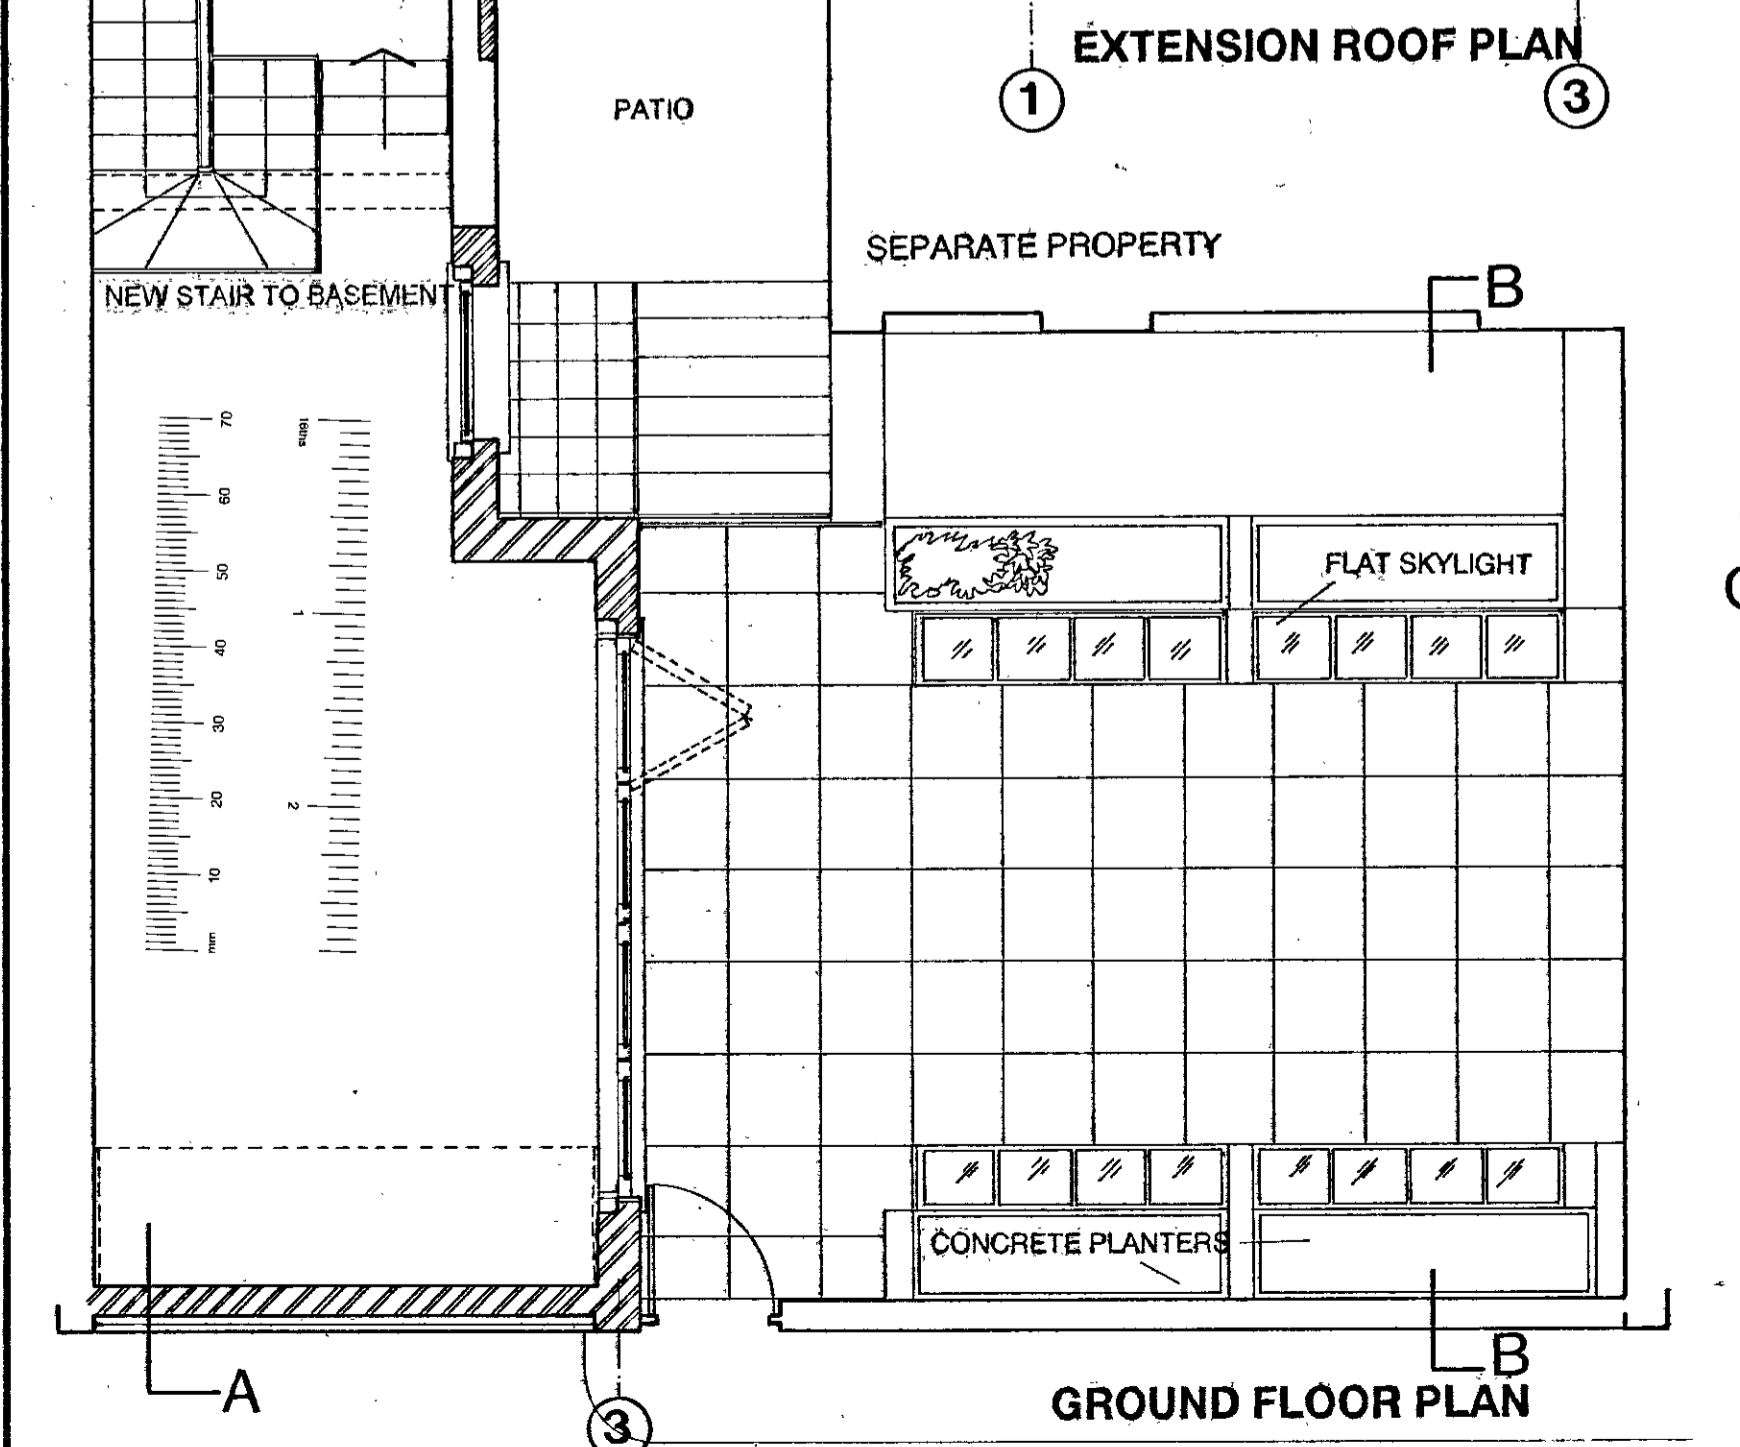 EXTENSION ROOF PLAN
1
3
PATIO
SEPARATE PROPERTY
B
NEW STAIR TO BASEMENT
70
60
50
40
30
20
10
mm
16ths
1
2
FLAT SKYLIGHT
CONCRETE PLANTERS
A
B
3
GROUND FLOOR PLAN